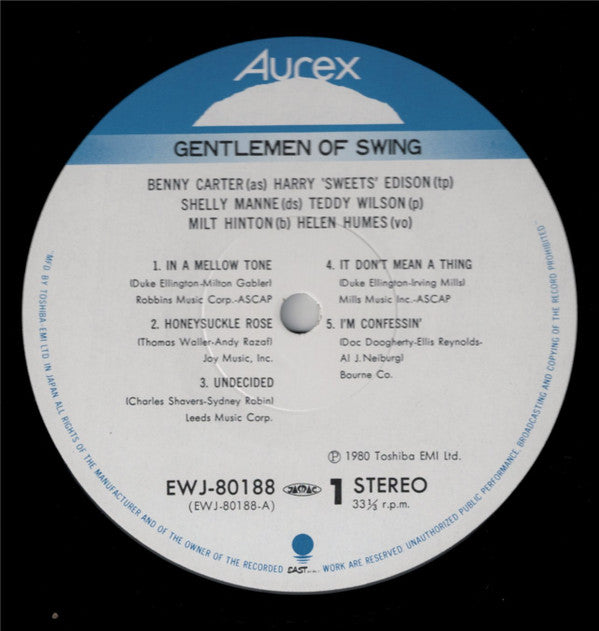 Aurex
GENTLEMEN OF SWING
BENNY CARTER(as) HARRY 'SWEETS' EDISON(tp)
SHELLY MANNE(ds) TEDDY WILSON(p)
MILT HINTON(b) HELEN HUMES(vo)
1. IN A MELLOW TONE
(Duke Ellington-Milton Gabler)
Robbins Music Corp.-ASCAP
2. HONEYSUCKLE ROSE
(Thomas Waller-Andy Razaf)
Joy Music, Inc.
3. UNDECIDED
(Charles Shavers-Sydney Robin)
Leeds Music Corp.
4. IT DON'T MEAN A THING
(Duke Ellington-Irving Mills)
Mills Music Inc.-ASCAP
5. I'M CONFESSIN'
(Doc Daugherty-Ellis Reynolds-
Al J. Neiburg)
Bourne Co.
Ⓟ 1980 Toshiba EMI Ltd.
EWJ-80188 JASRAC 1 STEREO
(EWJ-80188-A) 33⅓ r.p.m.
EAST
"MF'D BY TOSHIBA-EMI LTD. IN JAPAN ALL RIGHTS OF THE MANUFACTURER AND OF THE OWNER OF THE RECORDED WORK ARE RESERVED. UNAUTHORIZED PUBLIC PERFORMANCE, BROADCASTING AND COPYING OF THE RECORD PROHIBITED"